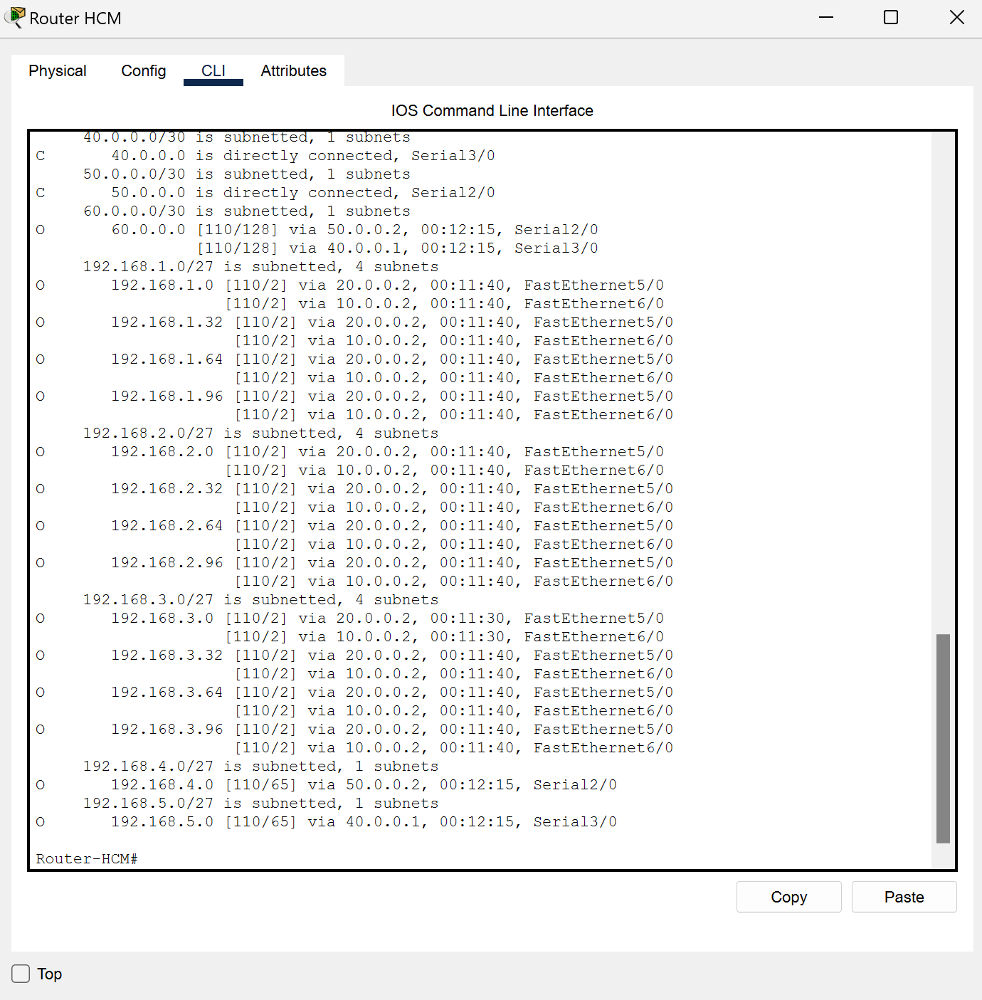 Router HCM
Physical Config CLI Attributes
IOS Command Line Interface
40.0.0.0/30 is subnetted, 1 subnets
C 40.0.0.0 is directly connected, Serial3/0
50.0.0.0/30 is subnetted, 1 subnets
C 50.0.0.0 is directly connected, Serial2/0
60.0.0.0/30 is subnetted, 1 subnets
O 60.0.0.0 [110/128] via 50.0.0.2, 00:12:15, Serial2/0
[110/128] via 40.0.0.1, 00:12:15, Serial3/0
192.168.1.0/27 is subnetted, 4 subnets
O 192.168.1.0 [110/2] via 20.0.0.2, 00:11:40, FastEthernet5/0
[110/2] via 10.0.0.2, 00:11:40, FastEthernet6/0
O 192.168.1.32 [110/2] via 20.0.0.2, 00:11:40, FastEthernet5/0
[110/2] via 10.0.0.2, 00:11:40, FastEthernet6/0
O 192.168.1.64 [110/2] via 20.0.0.2, 00:11:40, FastEthernet5/0
[110/2] via 10.0.0.2, 00:11:40, FastEthernet6/0
O 192.168.1.96 [110/2] via 20.0.0.2, 00:11:40, FastEthernet5/0
[110/2] via 10.0.0.2, 00:11:40, FastEthernet6/0
192.168.2.0/27 is subnetted, 4 subnets
O 192.168.2.0 [110/2] via 20.0.0.2, 00:11:40, FastEthernet5/0
[110/2] via 10.0.0.2, 00:11:40, FastEthernet6/0
O 192.168.2.32 [110/2] via 20.0.0.2, 00:11:40, FastEthernet5/0
[110/2] via 10.0.0.2, 00:11:40, FastEthernet6/0
O 192.168.2.64 [110/2] via 20.0.0.2, 00:11:40, FastEthernet5/0
[110/2] via 10.0.0.2, 00:11:40, FastEthernet6/0
O 192.168.2.96 [110/2] via 20.0.0.2, 00:11:40, FastEthernet5/0
[110/2] via 10.0.0.2, 00:11:40, FastEthernet6/0
192.168.3.0/27 is subnetted, 4 subnets
O 192.168.3.0 [110/2] via 20.0.0.2, 00:11:30, FastEthernet5/0
[110/2] via 10.0.0.2, 00:11:30, FastEthernet6/0
O 192.168.3.32 [110/2] via 20.0.0.2, 00:11:40, FastEthernet5/0
[110/2] via 10.0.0.2, 00:11:40, FastEthernet6/0
O 192.168.3.64 [110/2] via 20.0.0.2, 00:11:40, FastEthernet5/0
[110/2] via 10.0.0.2, 00:11:40, FastEthernet6/0
O 192.168.3.96 [110/2] via 20.0.0.2, 00:11:40, FastEthernet5/0
[110/2] via 10.0.0.2, 00:11:40, FastEthernet6/0
192.168.4.0/27 is subnetted, 1 subnets
O 192.168.4.0 [110/65] via 50.0.0.2, 00:12:15, Serial2/0
192.168.5.0/27 is subnetted, 1 subnets
O 192.168.5.0 [110/65] via 40.0.0.1, 00:12:15, Serial3/0
Router-HCM#
Copy Paste
Top